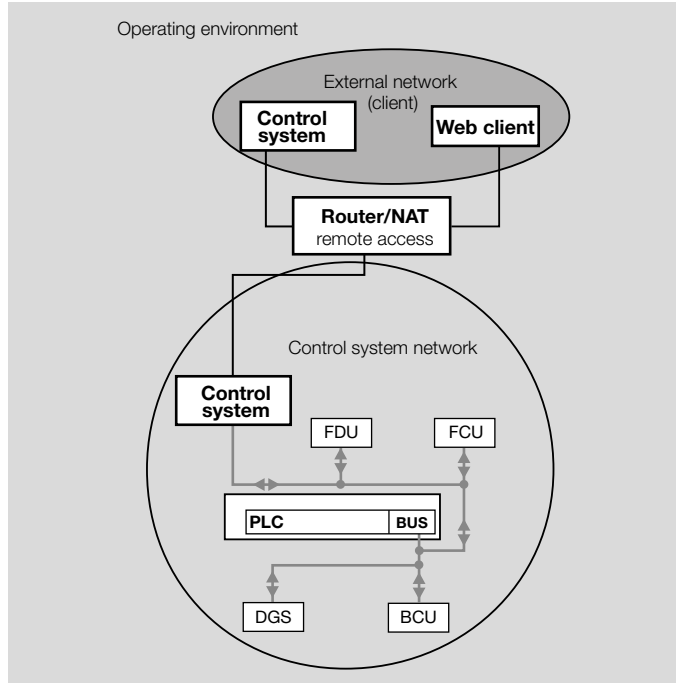 Operating environment
External network
(client)
Control
system
Web client
Router/NAT
remote access
Control system network
Control
system
FDU
FCU
PLC
BUS
DGS
BCU